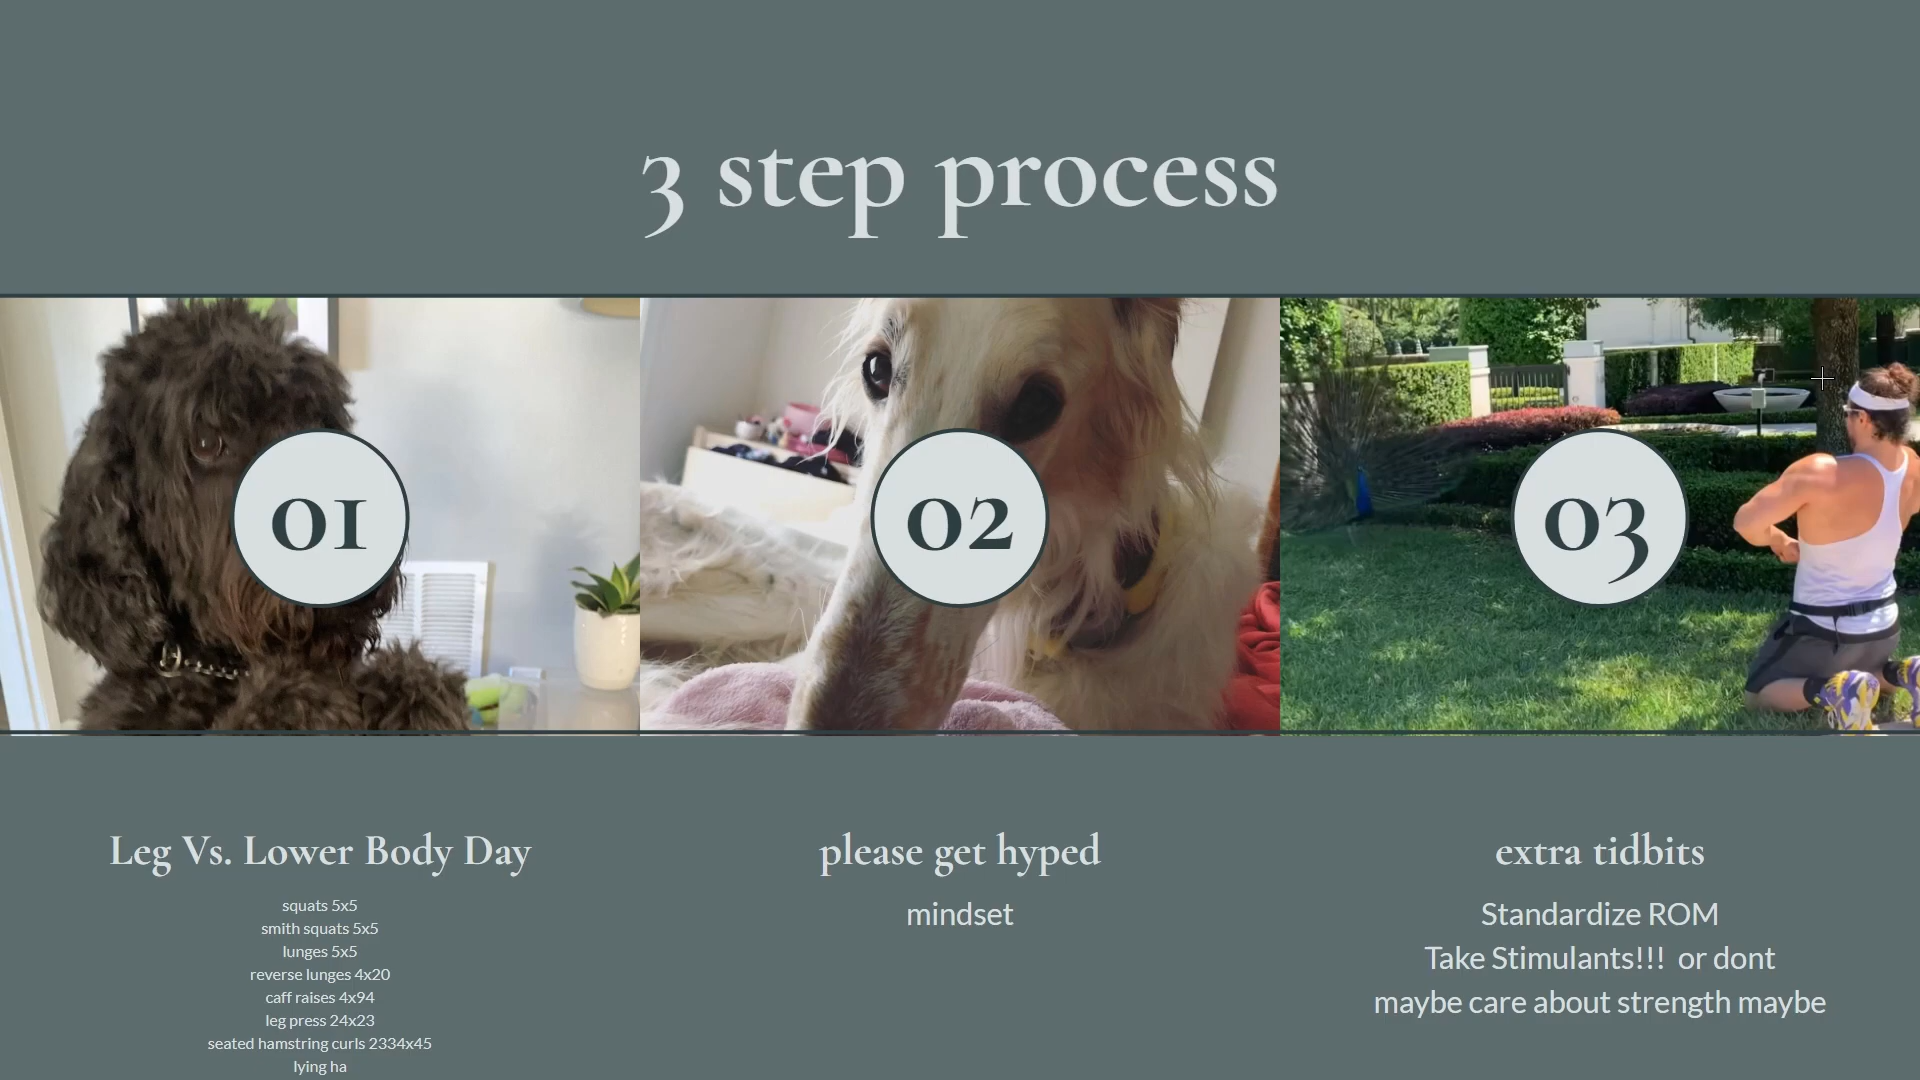 3 step process
01
02
03
Leg Vs. Lower Body Day
squats 5x5
smith squats 5x5
lunges 5x5
reverse lunges 4x20
caff raises 4x94
leg press 24x23
seated hamstring curls 2334x45
lying ha
please get hyped
mindset
extra tidbits
Standardize ROM
Take Stimulants!!!  or dont
maybe care about strength maybe